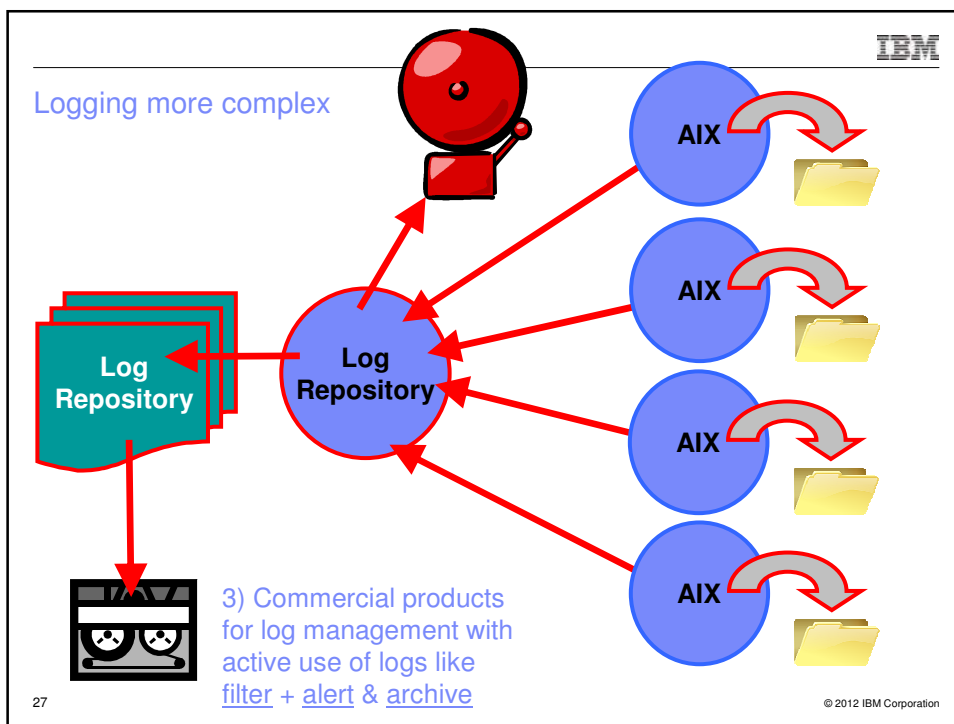 IBM
Logging more complex
AIX
AIX
Log
Repository
Log
Repository
AIX
AIX
3) Commercial products
for log management with
active use of logs like
filter + alert & archive
27
© 2012 IBM Corporation